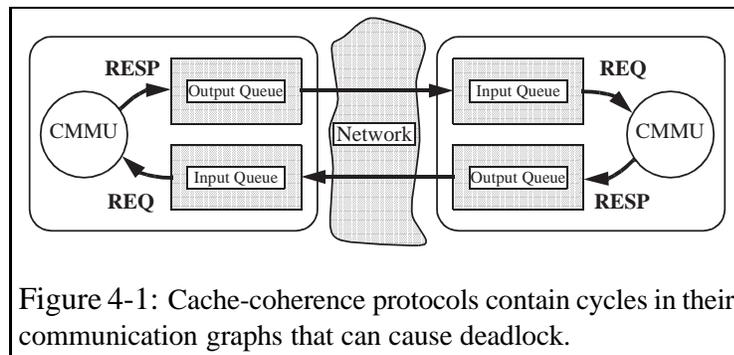 RESP
Output Queue
Input Queue
REQ
CMMU
Network
CMMU
Input Queue
Output Queue
REQ
RESP
Figure 4-1: Cache-coherence protocols contain cycles in their
communication graphs that can cause deadlock.